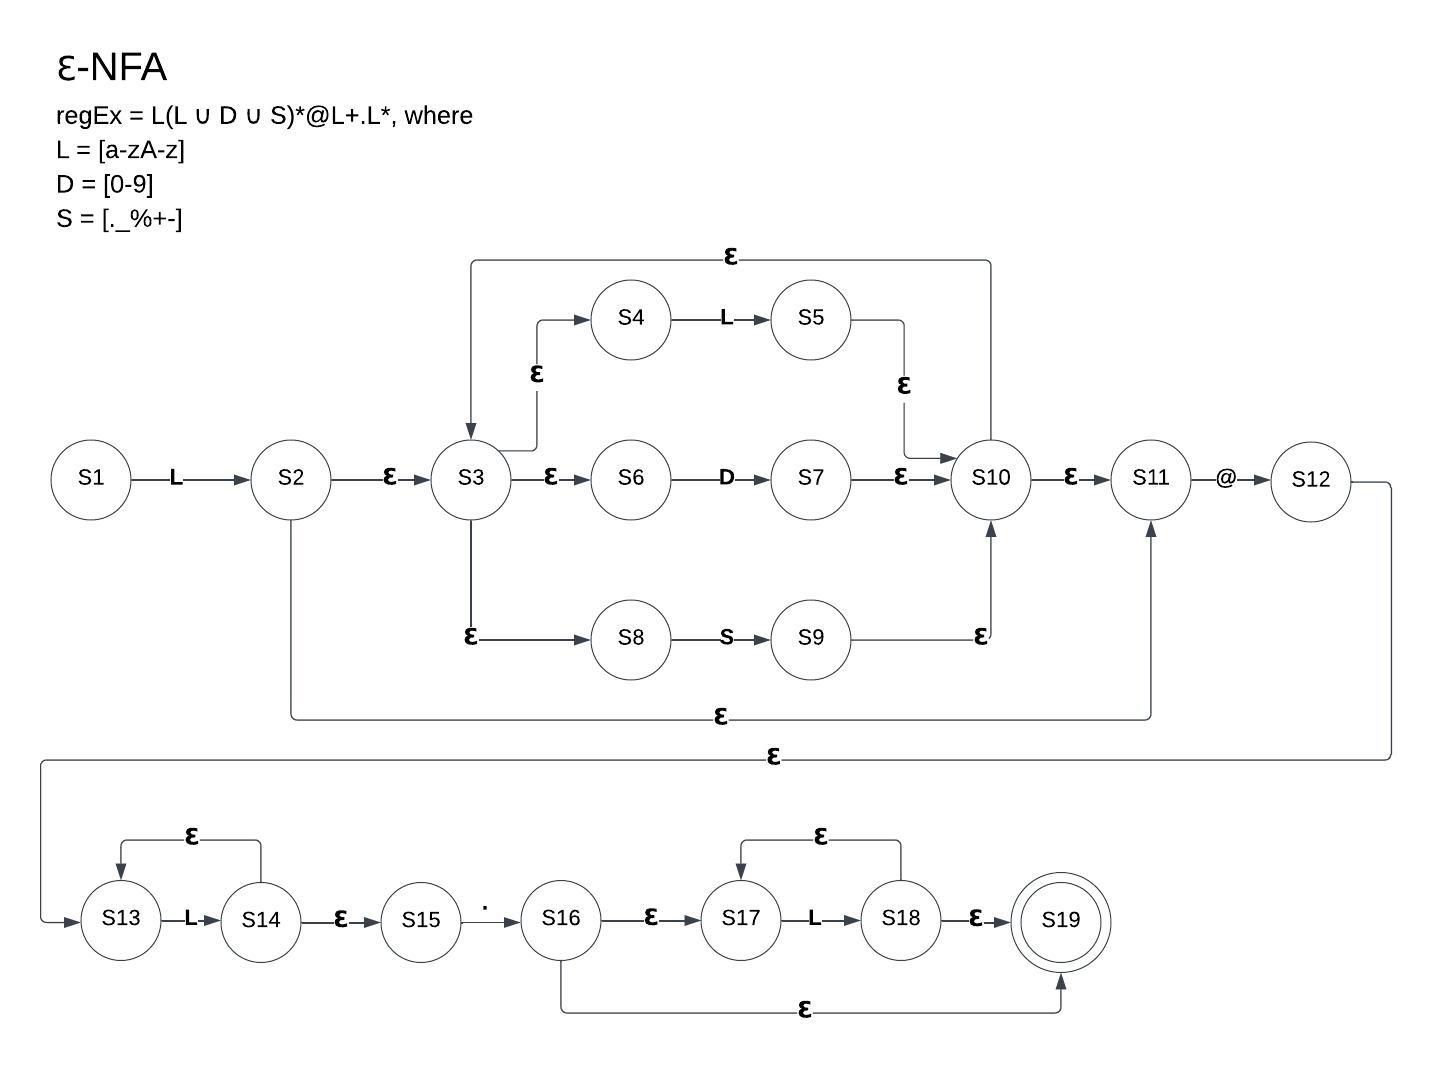 ε-NFA
regEx = L(L ∪ D ∪ S)*@L+.L*, where
L = [a-zA-z]
D = [0-9]
S = [._%+-]
ε
S4 L S5
ε ε
S1 L S2 ε S3 ε S6 D S7 ε S10 ε S11 @ S12
ε S8 S S9 ε
ε
ε
ε ε
S13 L S14 ε S15 . S16 ε S17 L S18 ε S19
ε